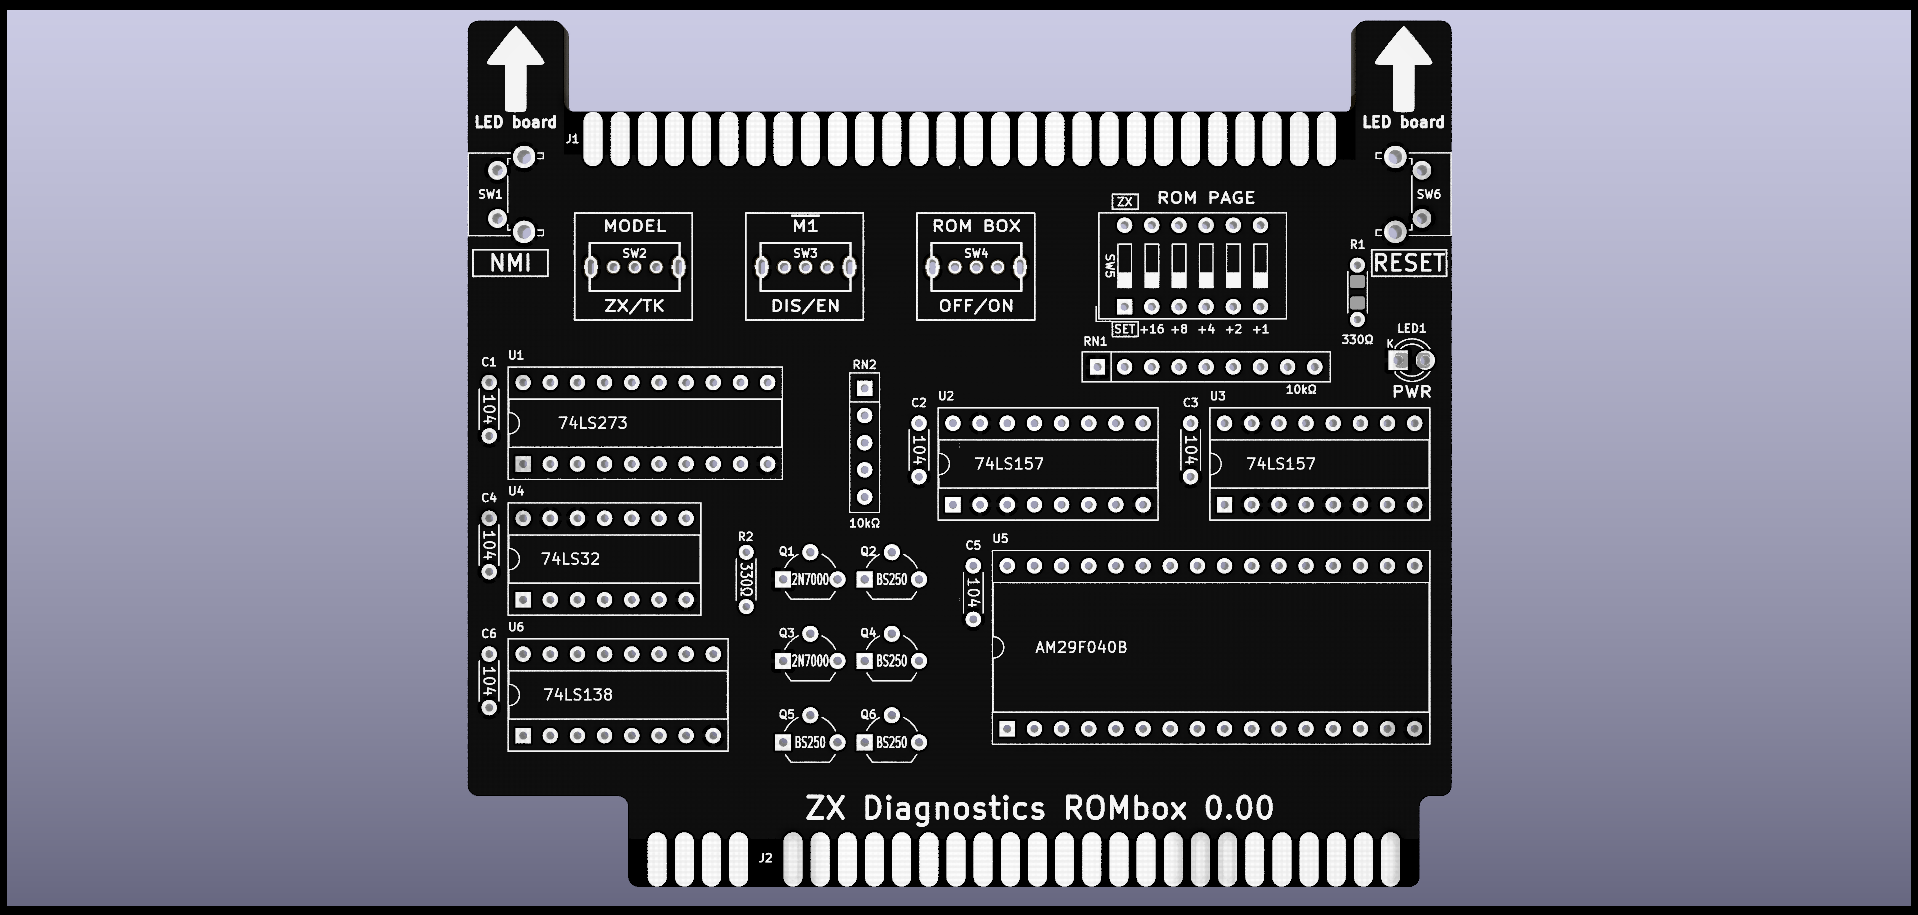 LED board
LED board
J1
SW1
SW6
NMI
RESET
MODEL
SW2
ZX/TK
M1
SW3
DIS/EN
ROM BOX
SW4
OFF/ON
ZX ROM PAGE
SW5
SET +16 +8 +4 +2 +1
R1
330Ω
LED1
K
PWR
RN1
10kΩ
C1
104
U1
74LS273
RN2
10kΩ
C2
104
U2
74LS157
C3
104
U3
74LS157
C4
104
U4
74LS32
R2
330Ω
Q1
2N7000
Q2
BS250
C5
104
U5
AM29F040B
C6
104
U6
74LS138
Q3
2N7000
Q4
BS250
Q5
BS250
Q6
BS250
ZX Diagnostics ROMbox 0.00
J2